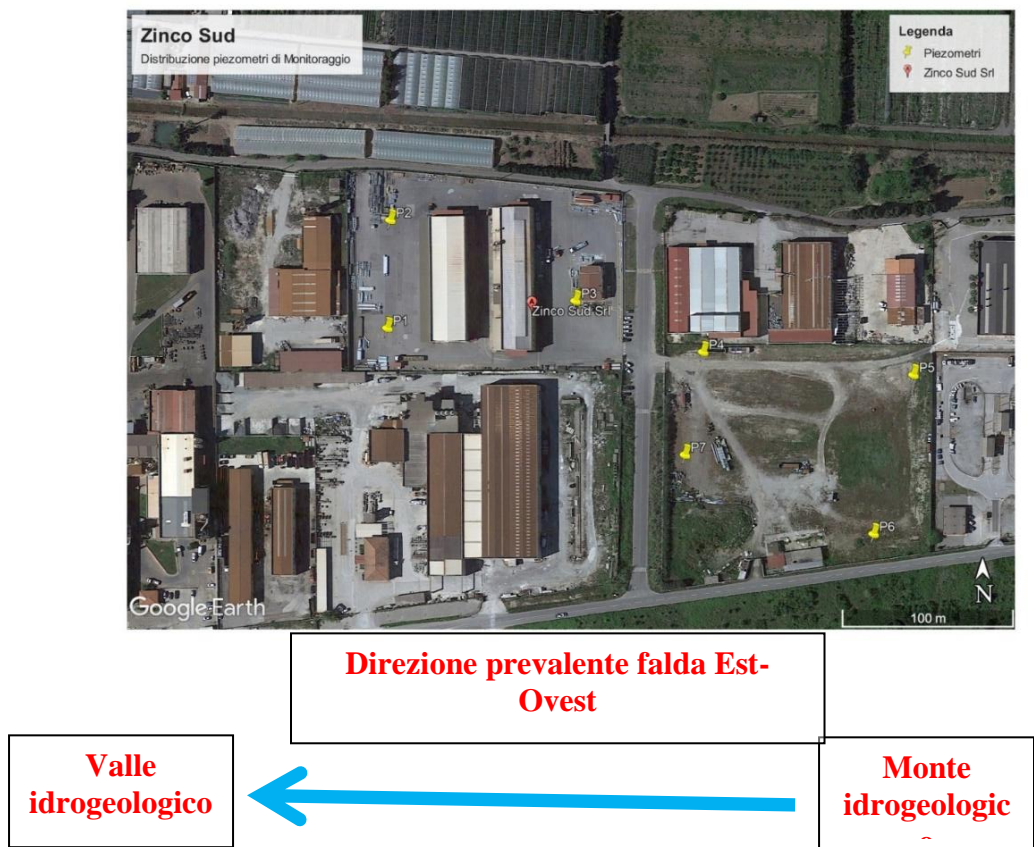 Zinco Sud
Distribuzione piezometri di Monitoraggio
Legenda
Piezometri
Zinco Sud Srl
P2
P3
Zinco Sud Srl
P1
P4
P5
P7
P6
N
Google Earth
100 m
Direzione prevalente falda Est-
Ovest
Valle
idrogeologico
Monte
idrogeologic